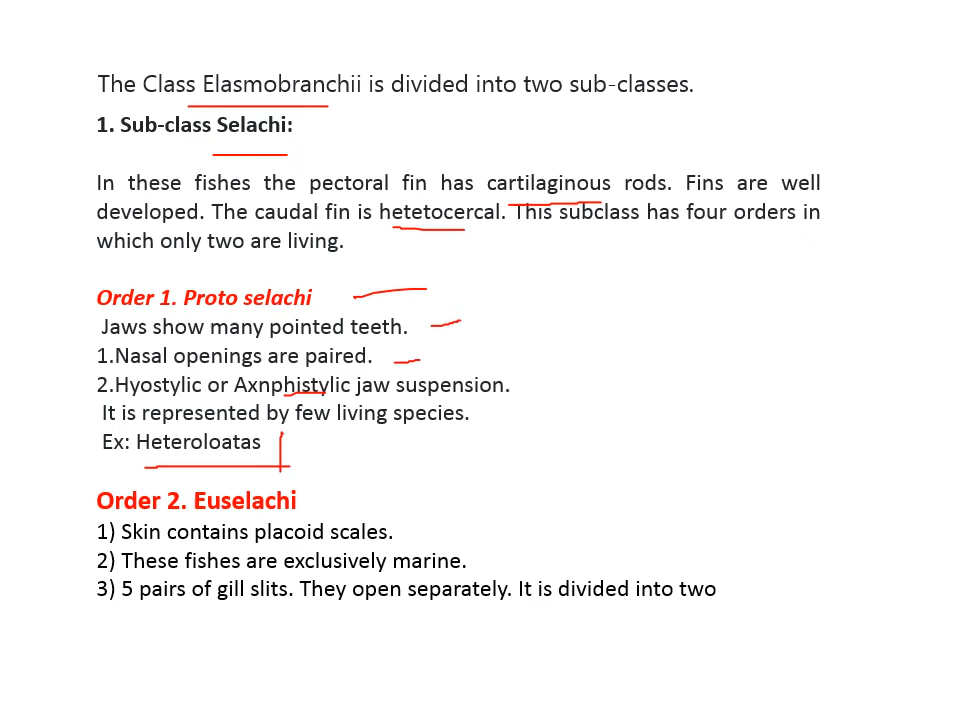 The Class Elasmobranchii is divided into two sub-classes.
1. Sub-class Selachi:
In these fishes the pectoral fin has cartilaginous rods. Fins are well
developed. The caudal fin is hetetocercal. This subclass has four orders in
which only two are living.
Order 1. Proto selachi
Jaws show many pointed teeth.
1.Nasal openings are paired.
2.Hyostylic or Axnphistylic jaw suspension.
It is represented by few living species.
Ex: Heteroloatas
Order 2. Euselachi
1) Skin contains placoid scales.
2) These fishes are exclusively marine.
3) 5 pairs of gill slits. They open separately. It is divided into two